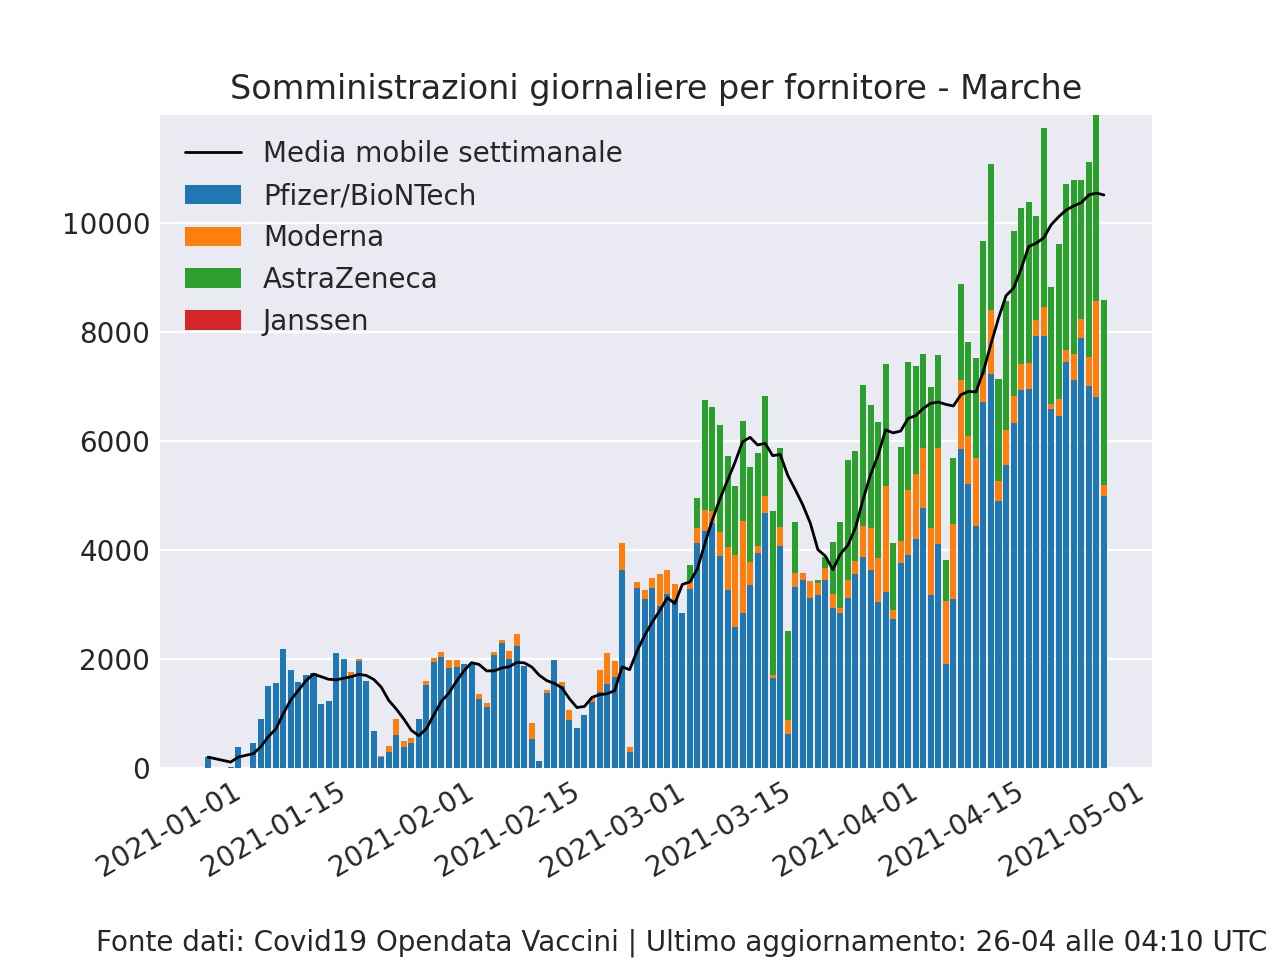 Somministrazioni giornaliere per fornitore - Marche
Media mobile settimanale
Pfizer/BioNTech
Moderna
AstraZeneca
Janssen
10000
8000
6000
4000
2000
0
2021-01-01
2021-01-15
2021-02-01
2021-02-15
2021-03-01
2021-03-15
2021-04-01
2021-04-15
2021-05-01
Fonte dati: Covid19 Opendata Vaccini | Ultimo aggiornamento: 26-04 alle 04:10 UTC